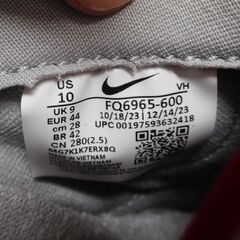 US
10
VH
UK 9
FQ6965-600
EUR 44
10/18/23 12/14/23
cm 28
UPC 00197593632418
BR 42
CN 280(2.5)
04G7K1K7ERX8Q
MADE IN VIETNAM